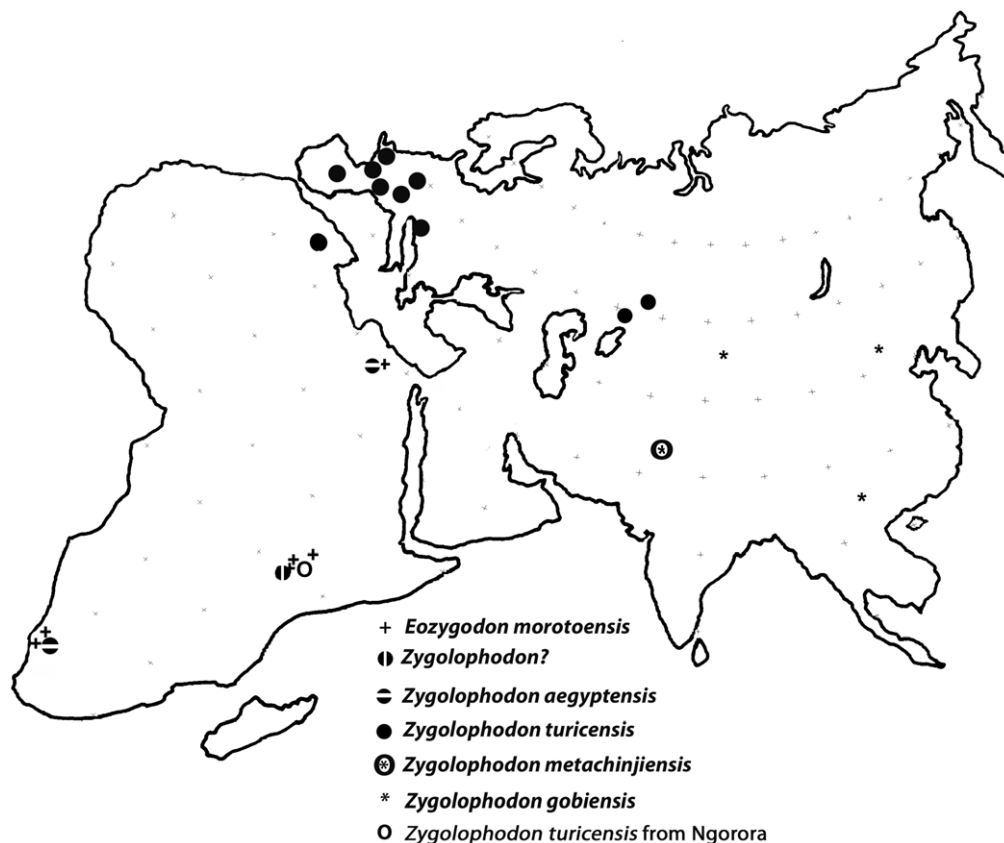 Eozygodon morotoensis
Zygolophodon?
Zygolophodon aegyptensis
Zygolophodon turicensis
Zygolophodon metachinjiensis
Zygolophodon gobiensis
Zygolophodon turicensis from Ngorora